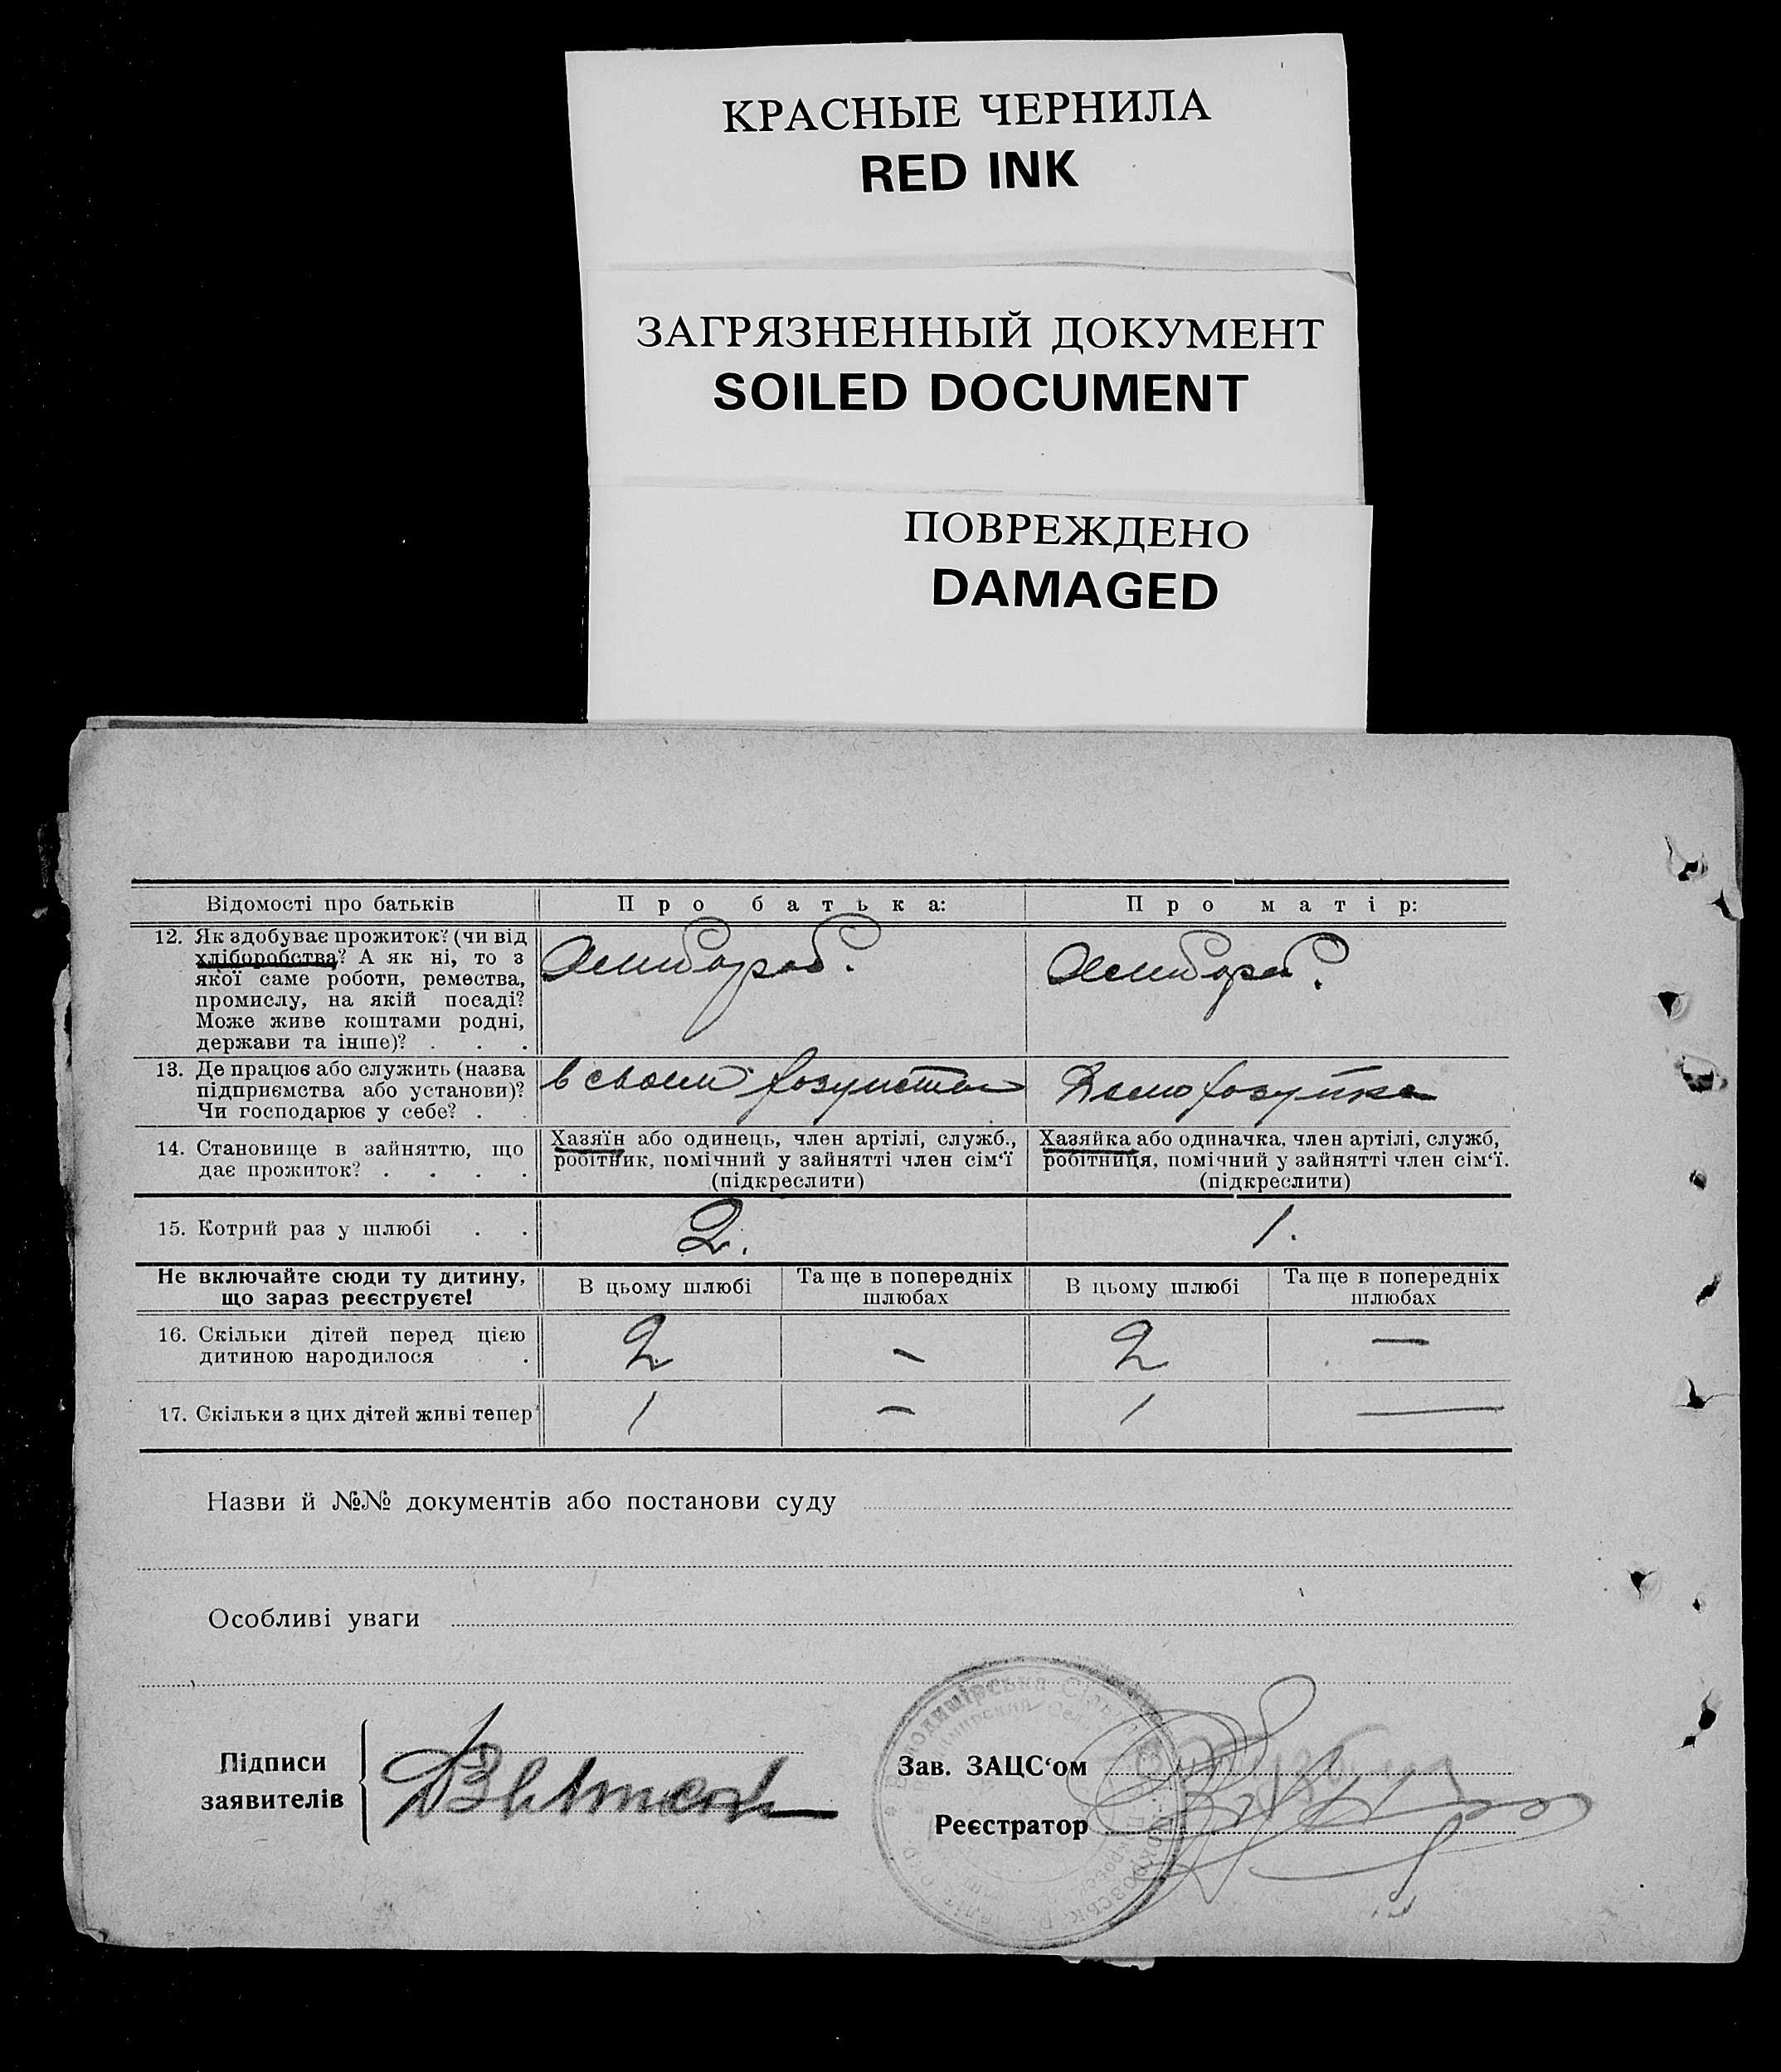 КРАСНЫЕ ЧЕРНИЛА
RED INK
ЗАГРЯЗНЕННЫЙ ДОКУМЕНТ
SOILED DOCUMENT
ПОВРЕЖДЕНО
DAMAGED
Відомості про батьків
Про батька:
Про матір:
12. Як здобуває прожиток? (чи від
хліборобства? А як ні, то з
якої саме роботи, ремества,
промислу, на якій посаді?
Може живе коштами родні,
держави та інше)? . . .
13. Де працює або служить (назва
підприємства або установи)?
Чи господарює у себе? . .
в своем
14. Становище в зайняттю, що
дає прожиток? . . . .
Хазяїн або одинець, член артілі, служб.,
робітник, помічний у зайнятті член сім‘ї
(підкреслити)
Хазяйка або одиначка, член артілі, служб,
робітниця, помічний у зайнятті член сім‘ї.
(підкреслити)
15. Котрий раз у шлюбі . .
2.
1.
Не включайте сюди ту дитину,
що зараз реєструєте!
В цьому шлюбі
Та ще в попередніх
шлюбах
В цьому шлюбі
Та ще в попередніх
шлюбах
16. Скільки дітей перед цією
дитиною народилося .
2
—
2
—
17. Скільки з цих дітей живі тепер
1
—
1
—
Назви й №№ документів або постанови суду
Особливі уваги
Підписи
заявителів
Зав. ЗАЦС‘ом
Реєстратор